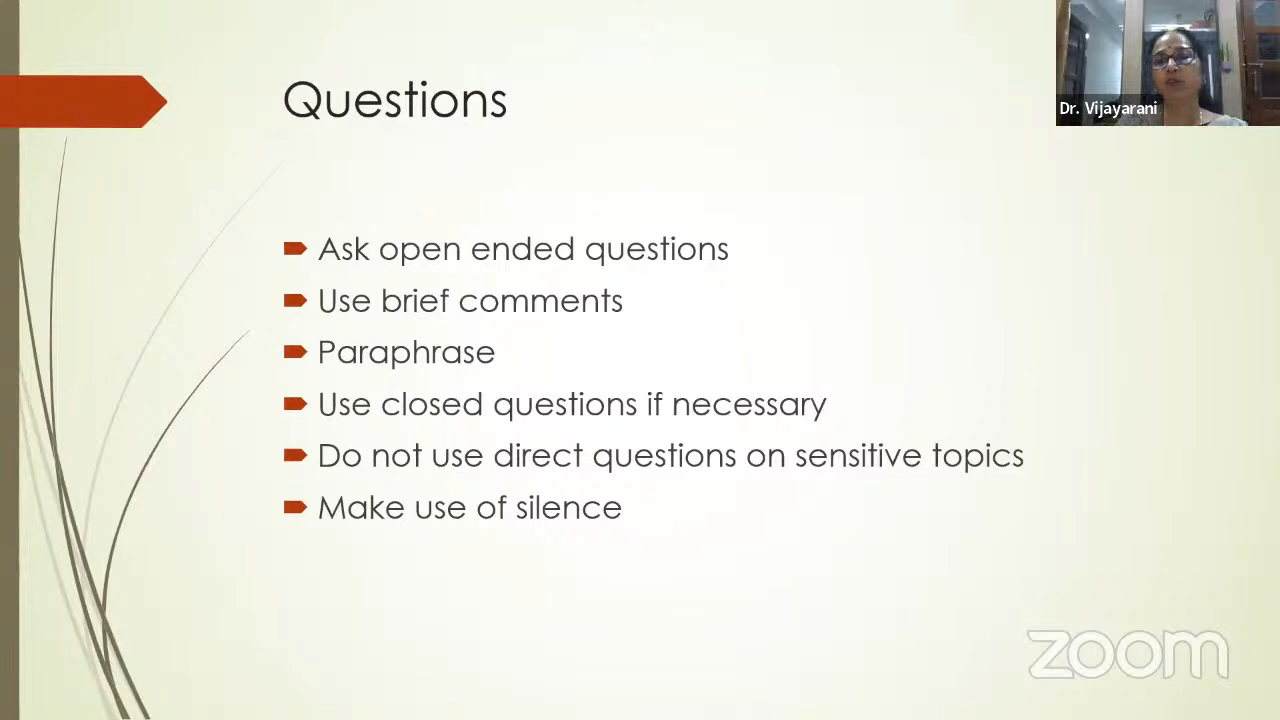 Questions
Dr. Vijayarani
Ask open ended questions
Use brief comments
Paraphrase
Use closed questions if necessary
Do not use direct questions on sensitive topics
Make use of silence
zoom